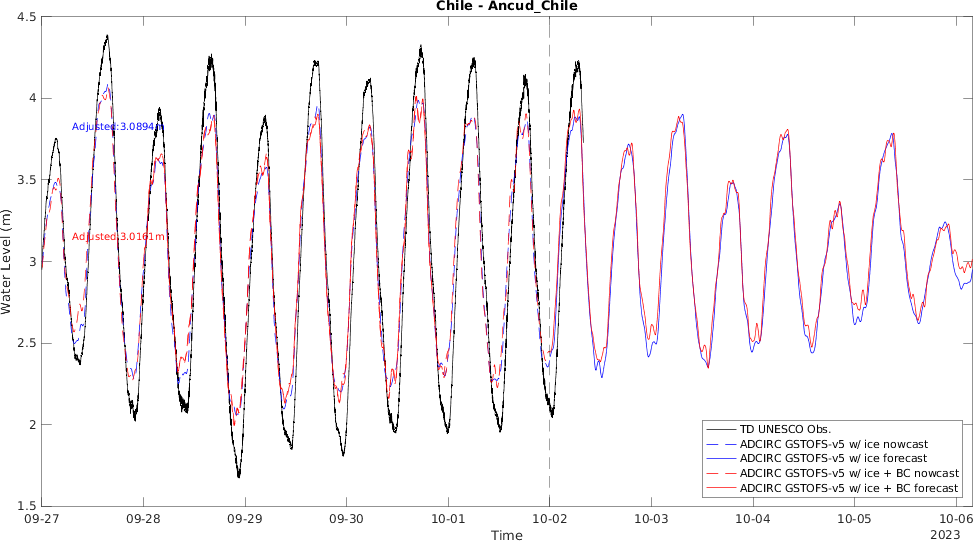 Chile - Ancud_Chile
4.5
4
3.5
3
2.5
2
1.5
Water Level (m)
Adjusted:3.0894m
Adjusted:3.0161m
TD UNESCO Obs.
ADCIRC GSTOFS-v5 w/ ice nowcast
ADCIRC GSTOFS-v5 w/ ice forecast
ADCIRC GSTOFS-v5 w/ ice + BC nowcast
ADCIRC GSTOFS-v5 w/ ice + BC forecast
09-27 09-28 09-29 09-30 10-01 10-02 10-03 10-04 10-05 10-06
Time
2023